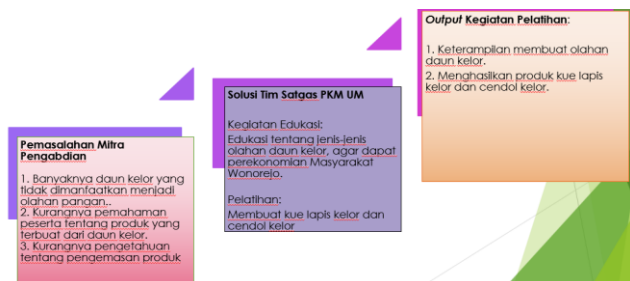 Pemasalahan Mitra
Pengabdian
1. Banyaknya daun kelor yang
tidak dimanfaatkan menjadi
olahan pangan..
2. Kurangnya pemahaman
peserta tentang produk yang
terbuat dari daun kelor.
3. Kurangnya pengetahuan
tentang pengemasan produk
Solusi Tim Satgas PKM UM
Kegiatan Edukasi:
Edukasi tentang jenis-jenis
olahan daun kelor, agar dapat
perekonomian Masyarakat
Wonorejo.
Pelatihan:
Membuat kue lapis kelor dan
cendol kelor
Output Kegiatan Pelatihan:
1. Keterampilan membuat olahan
daun kelor.
2. Menghasilkan produk kue lapis
kelor dan cendol kelor.